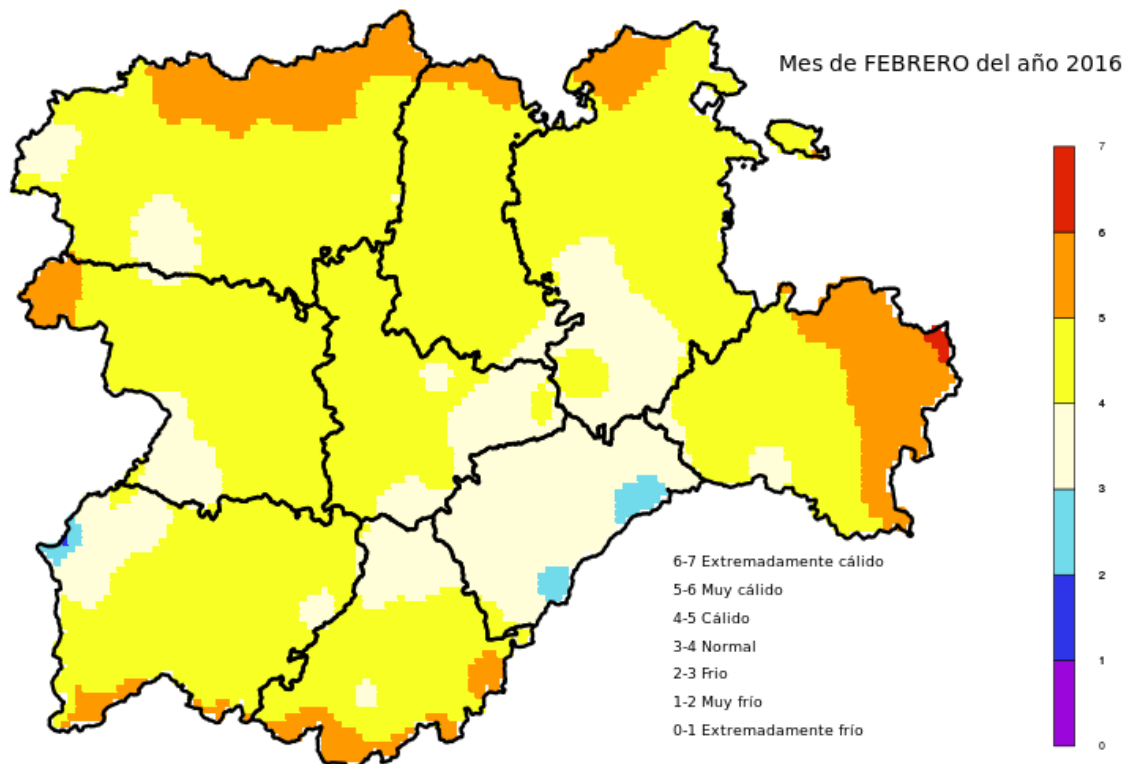 Mes de FEBRERO del año 2016
7
6
5
4
3
2
1
0
6-7 Extremadamente cálido
5-6 Muy cálido
4-5 Cálido
3-4 Normal
2-3 Frio
1-2 Muy frío
0-1 Extremadamente frío